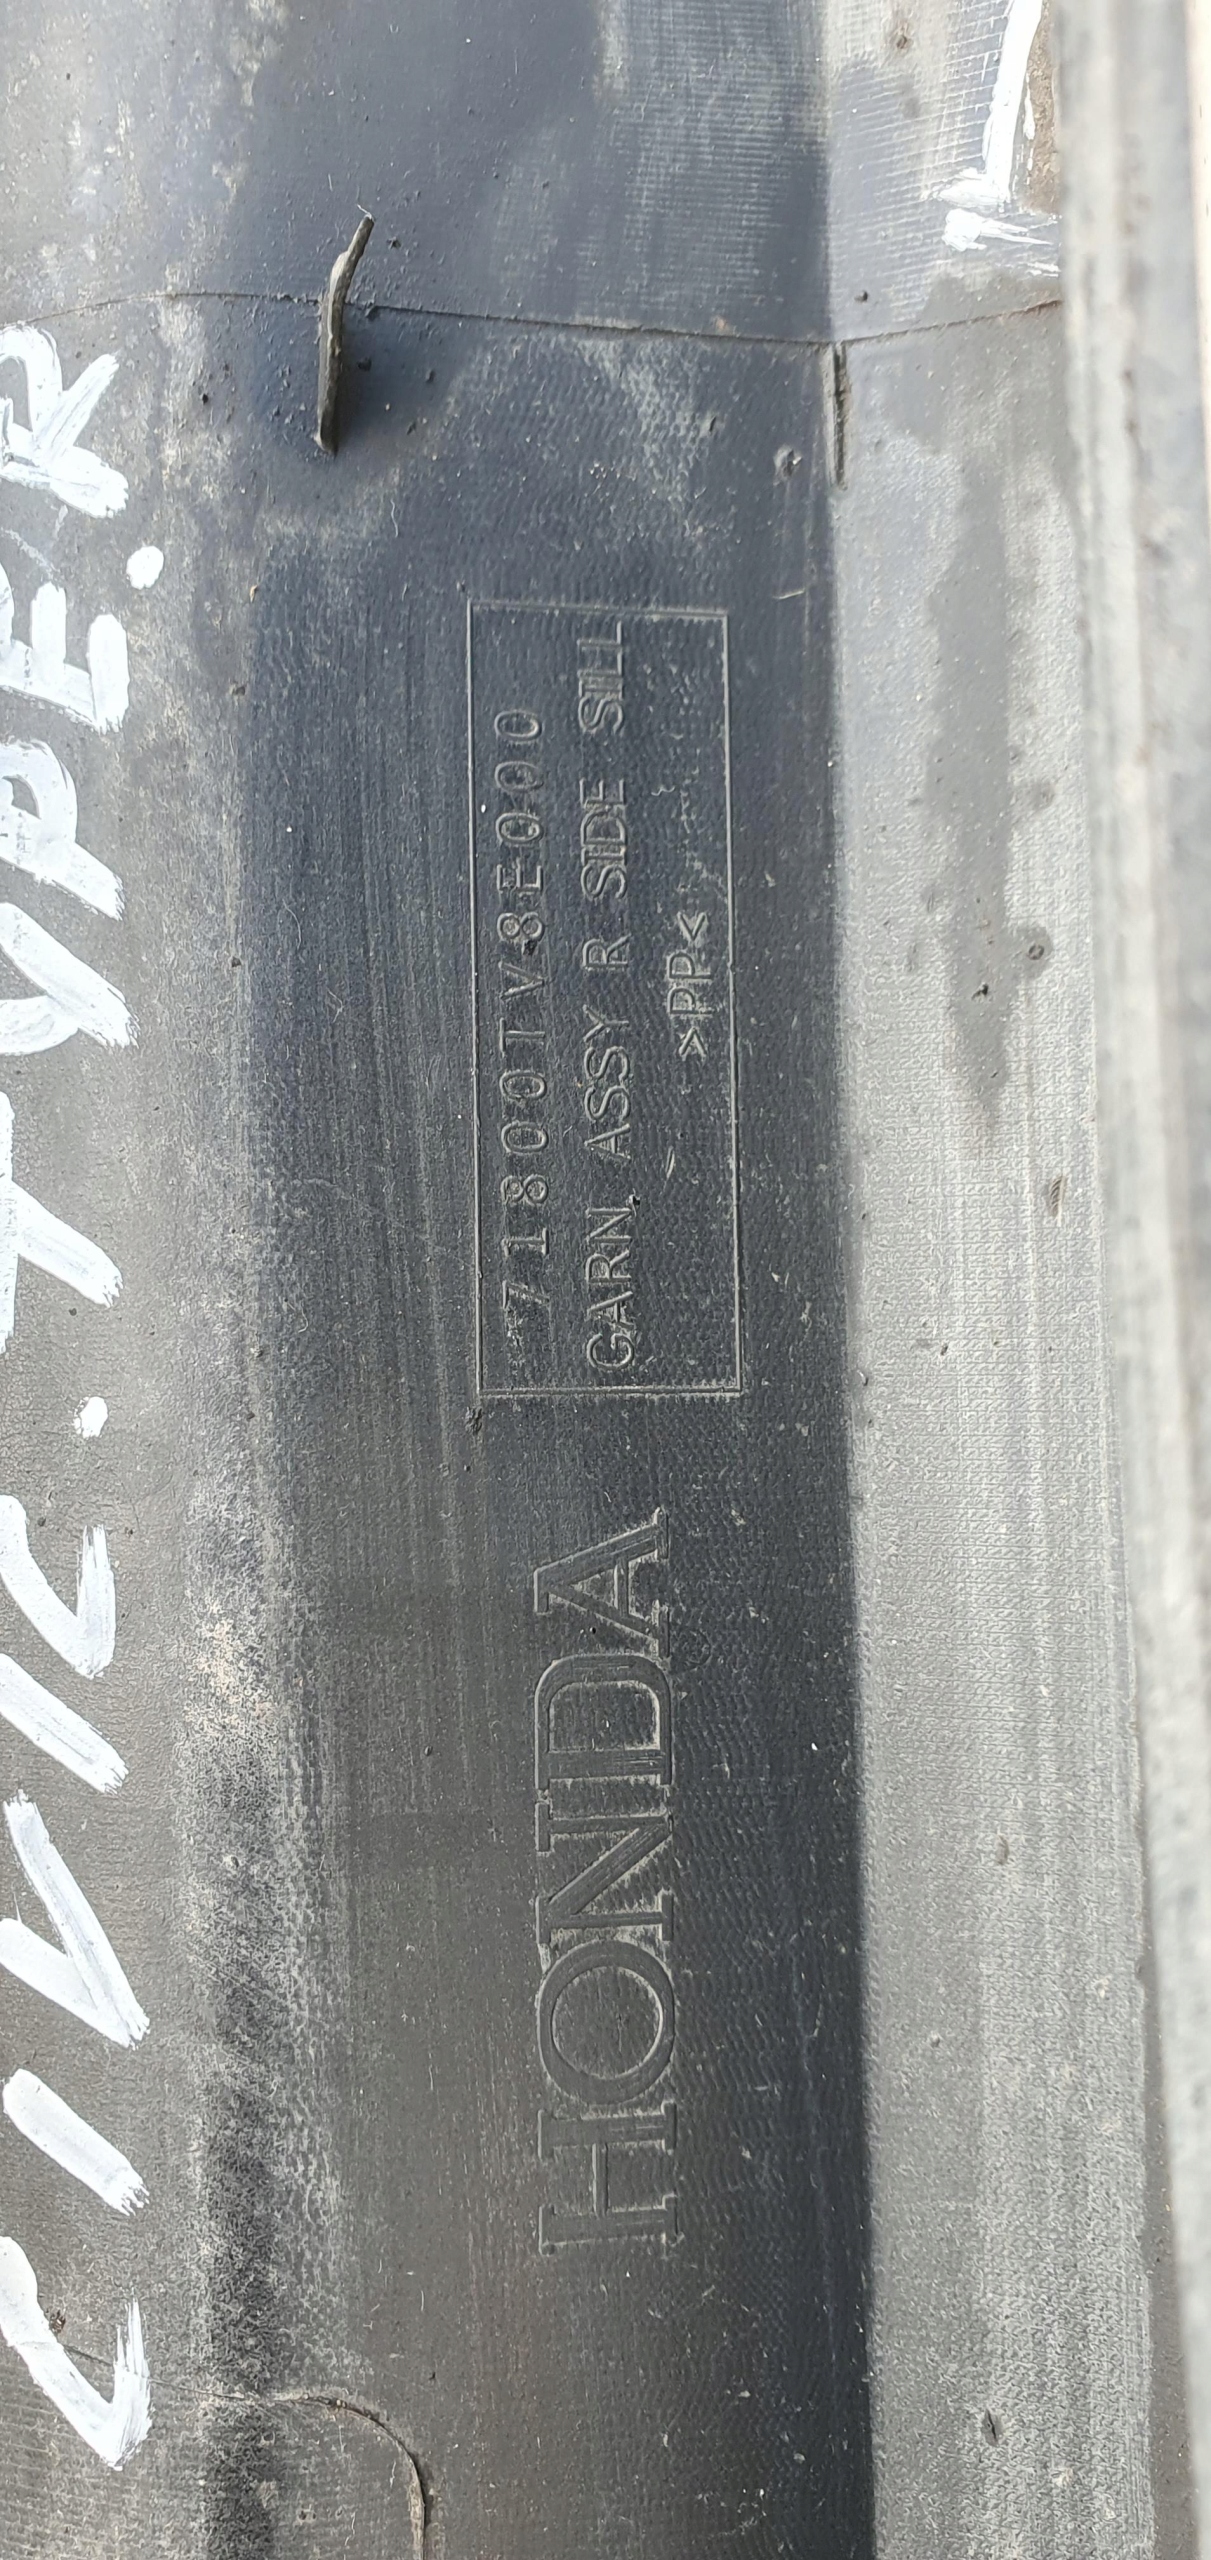 HONDA
71800TV8E000
GARN ASSY R SIDE SILL
>PP<
CIVIC. TYPE.R